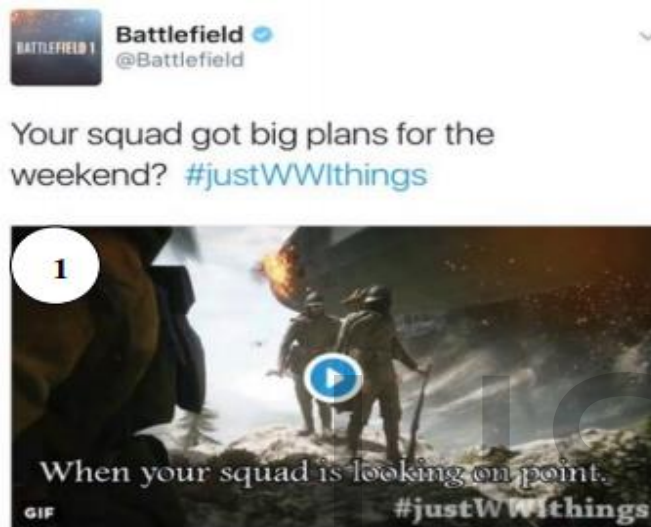 BATTLEFIELD 1
Battlefield
@Battlefield
Your squad got big plans for the
weekend? #justWWIthings
1
When your squad is looking on point.
GIF
#justWWIthings